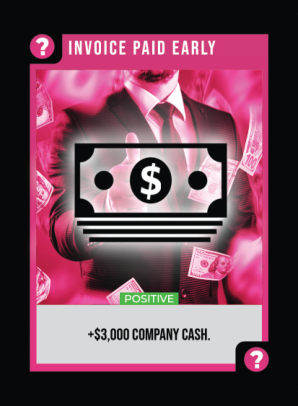 ?
INVOICE PAID EARLY
$
POSITIVE
+$3,000 COMPANY CASH.
?